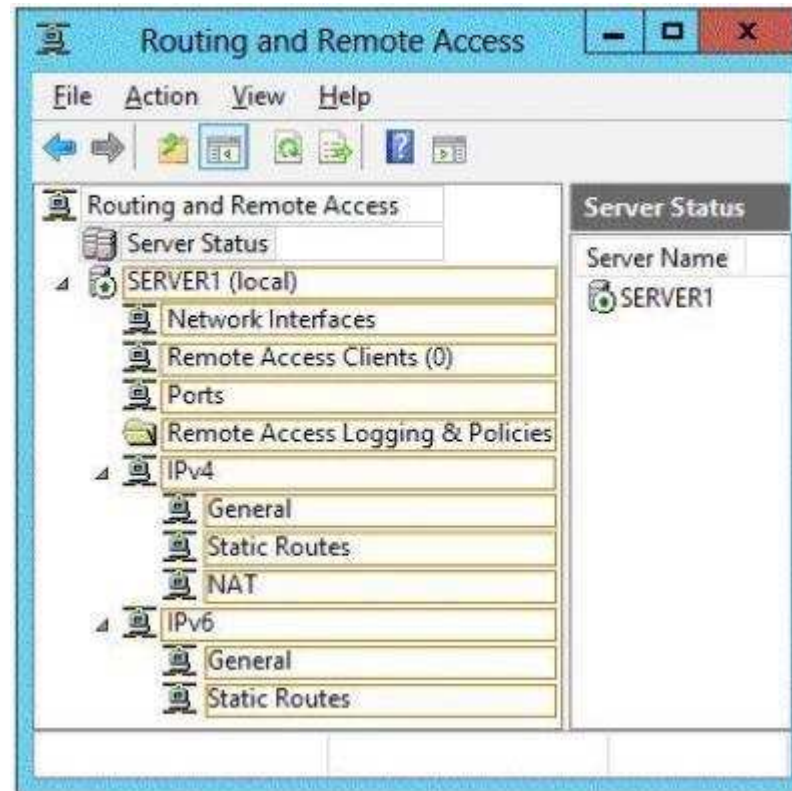 Routing and Remote Access
File Action View Help
Routing and Remote Access
Server Status
SERVER1 (local)
Network Interfaces
Remote Access Clients (0)
Ports
Remote Access Logging & Policies
IPv4
General
Static Routes
NAT
IPv6
General
Static Routes
Server Status
Server Name
SERVER1